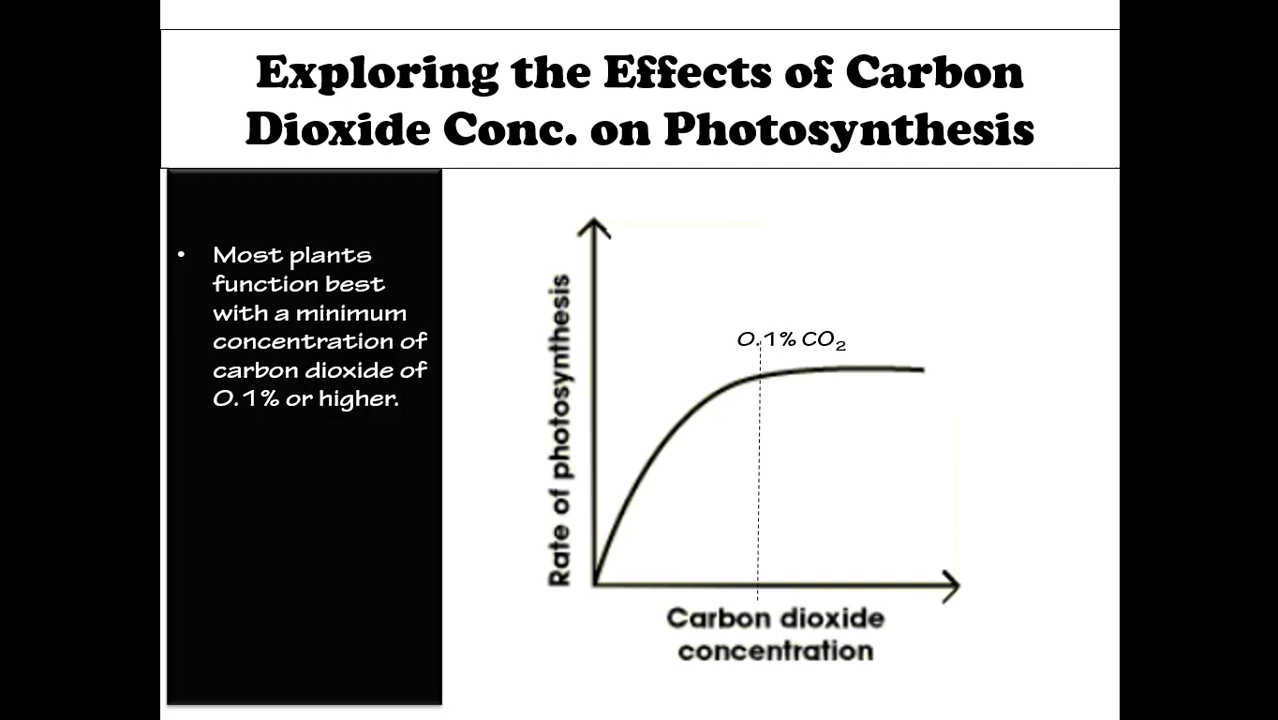 Exploring the Effects of Carbon
Dioxide Conc. on Photosynthesis
• Most plants
function best
with a minimum
concentration of
carbon dioxide of
0.1% or higher.
Rate of photosynthesis
0.1% CO₂
Carbon dioxide
concentration